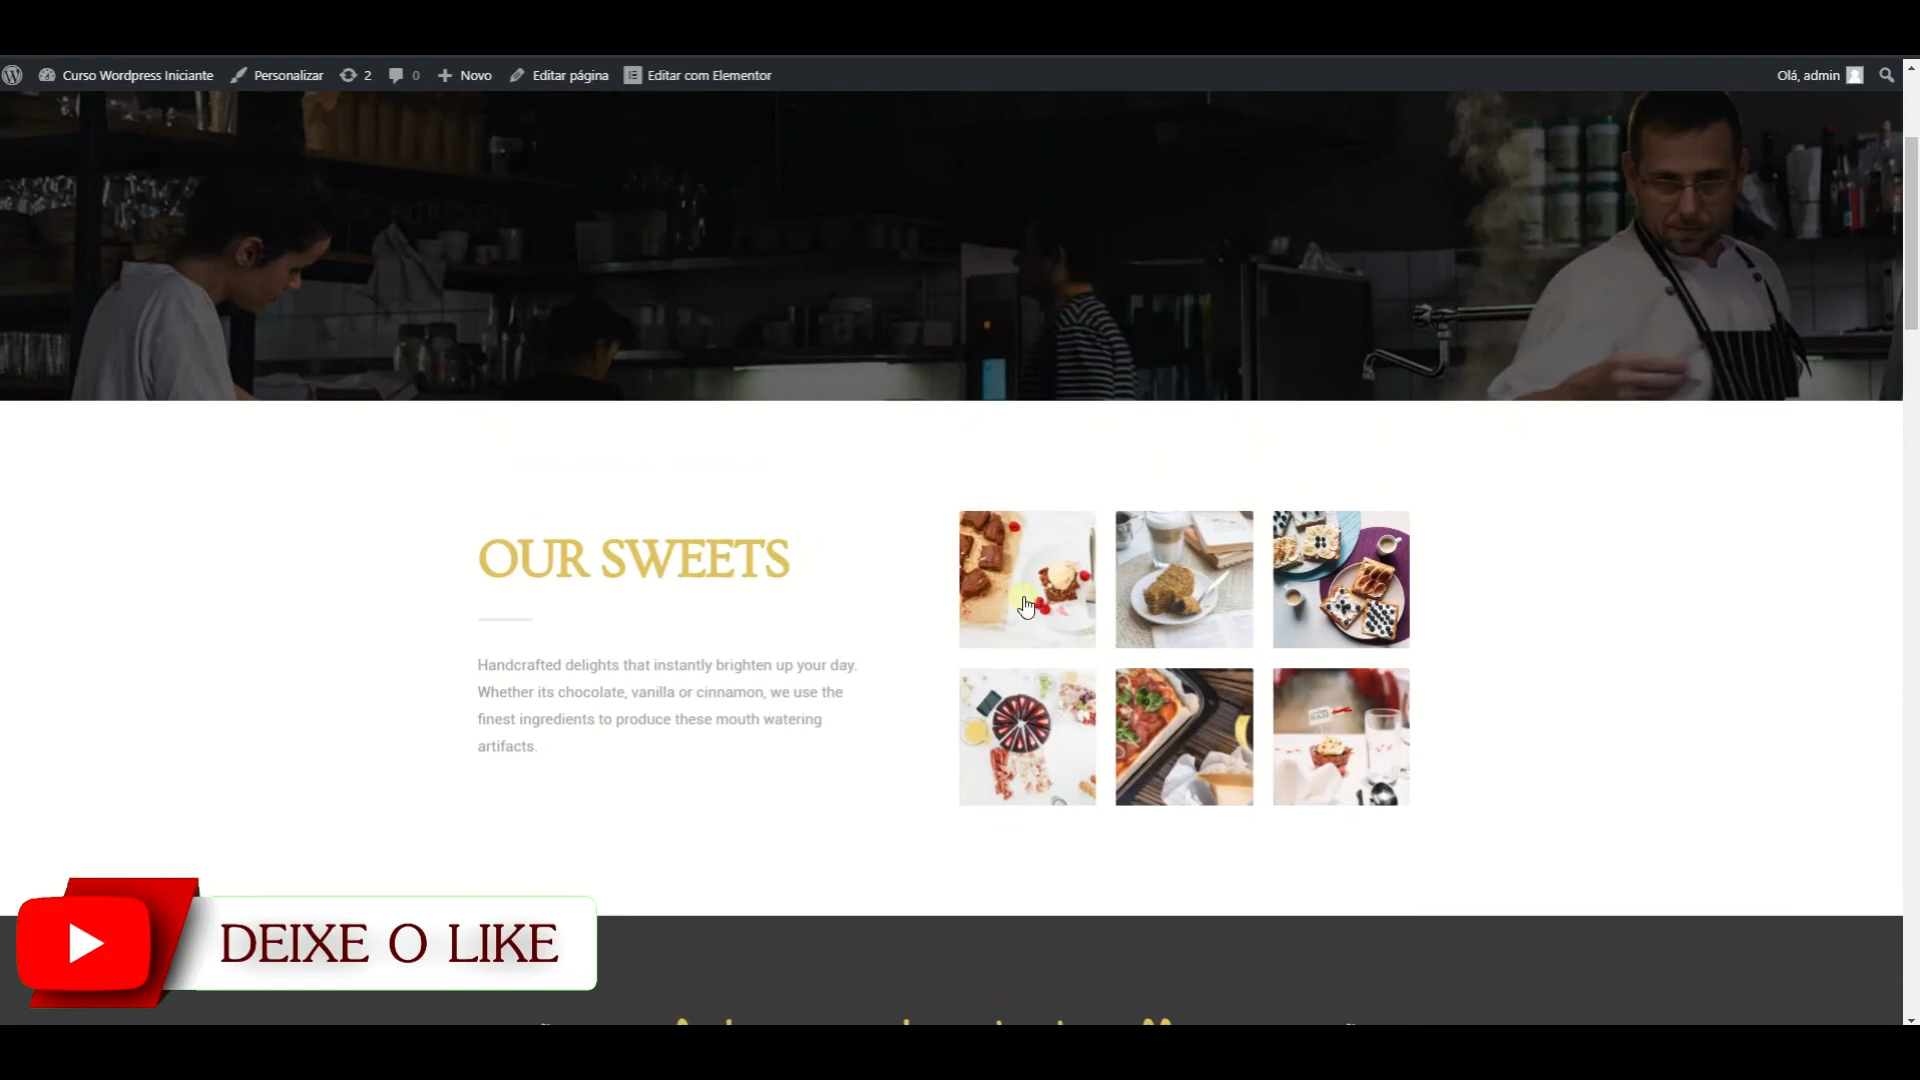 Curso Wordpress Iniciante Personalizar 2 0 Novo Editar página Editar com Elementor Olá, admin
OUR SWEETS
Handcrafted delights that instantly brighten up your day.
Whether its chocolate, vanilla or cinnamon, we use the
finest ingredients to produce these mouth watering
artifacts.
DEIXE O LIKE